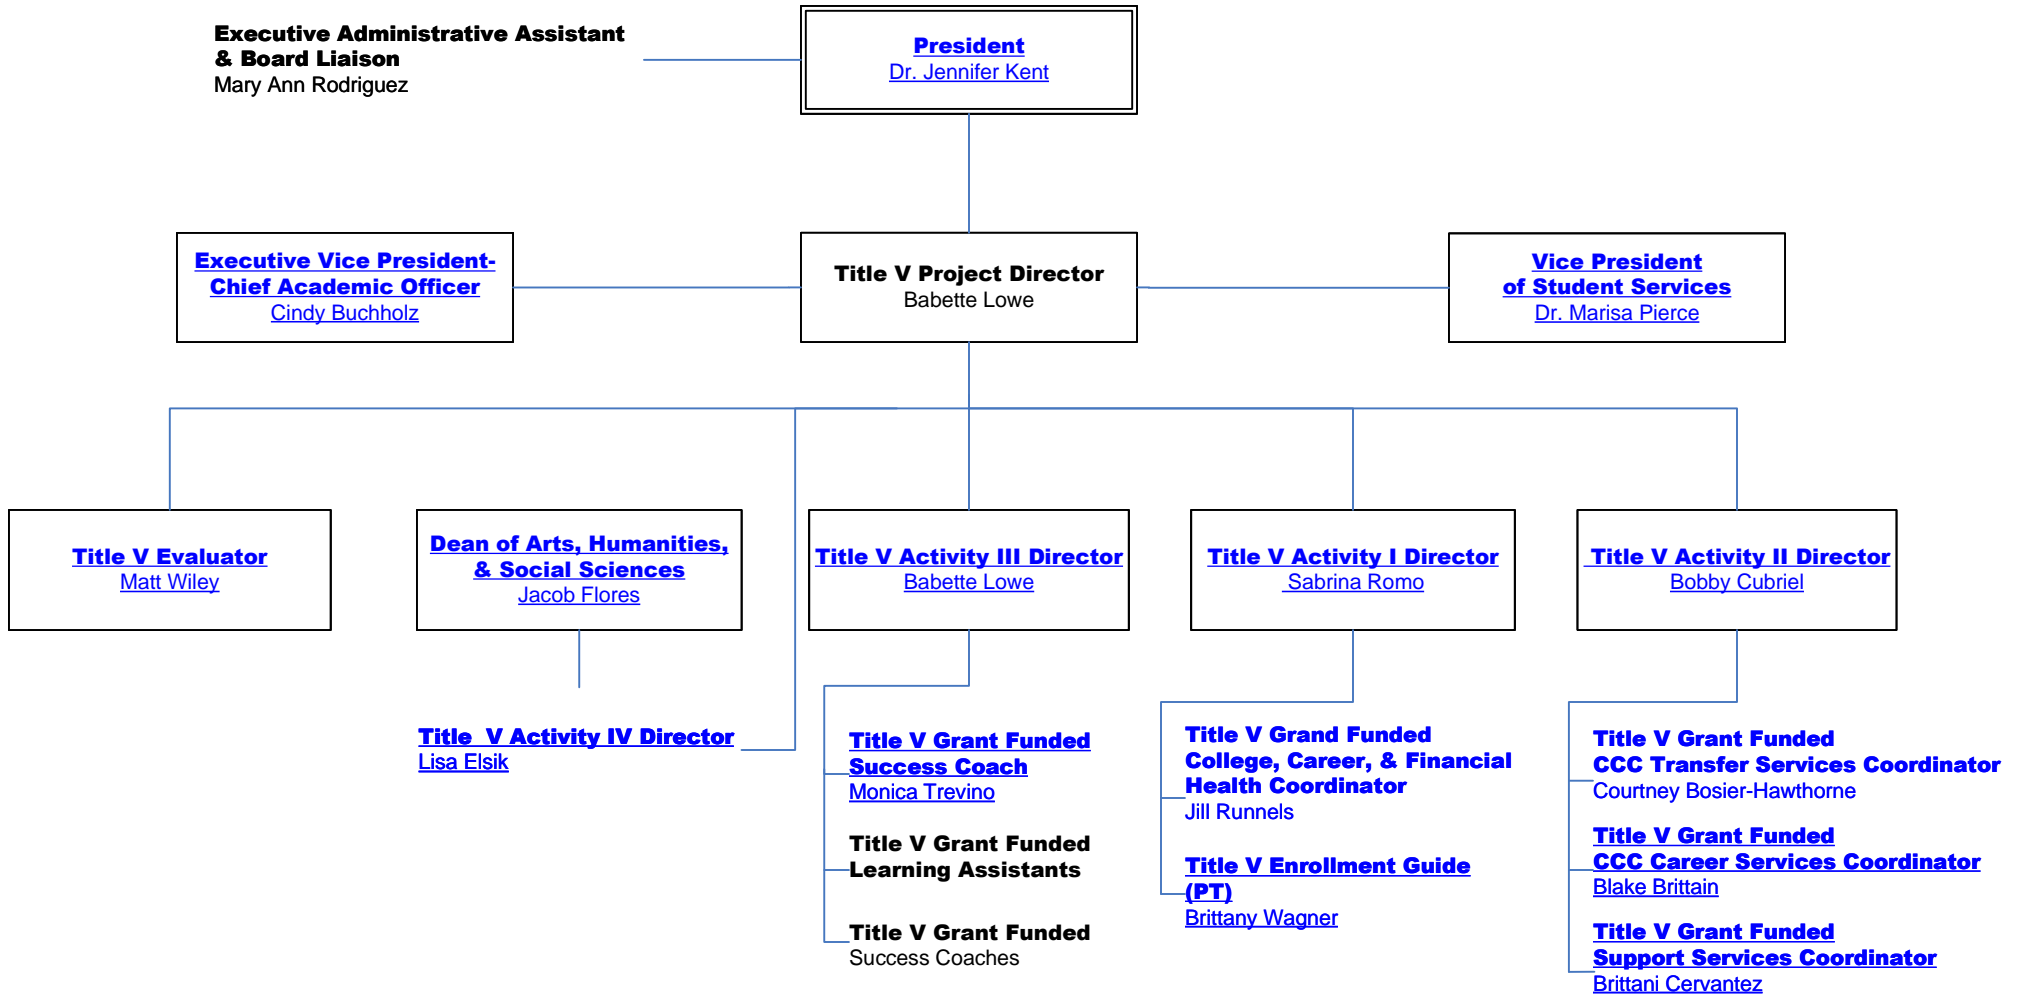 Executive Administrative Assistant
& Board Liaison
Mary Ann Rodriguez
President
Dr. Jennifer Kent
Executive Vice President-
Chief Academic Officer
Cindy Buchholz
Title V Project Director
Babette Lowe
Vice President
of Student Services
Dr. Marisa Pierce
Title V Evaluator
Matt Wiley
Dean of Arts, Humanities,
& Social Sciences
Jacob Flores
Title V Activity III Director
Babette Lowe
Title V Activity I Director
Sabrina Romo
Title V Activity II Director
Bobby Cubriel
Title  V Activity IV Director
Lisa Elsik
Title V Grant Funded
Success Coach
Monica Trevino
Title V Grant Funded
Learning Assistants
Title V Grant Funded
Success Coaches
Title V Grand Funded
College, Career, & Financial
Health Coordinator
Jill Runnels
Title V Enrollment Guide
(PT)
Brittany Wagner
Title V Grant Funded
CCC Transfer Services Coordinator
Courtney Bosier-Hawthorne
Title V Grant Funded
CCC Career Services Coordinator
Blake Brittain
Title V Grant Funded
Support Services Coordinator
Brittani Cervantez